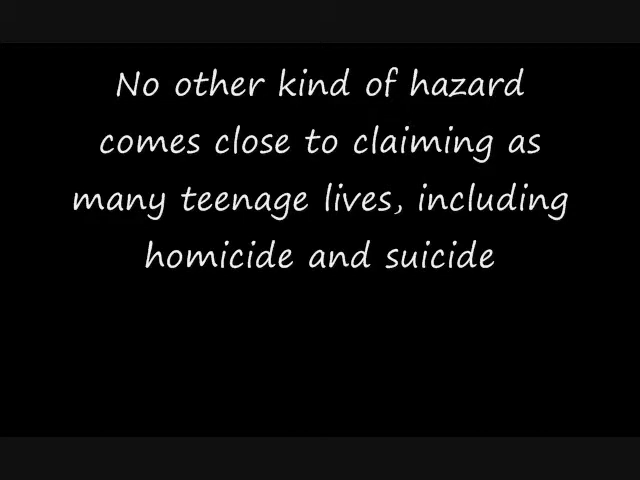 No other kind of hazard
comes close to claiming as
many teenage lives, including
homicide and suicide